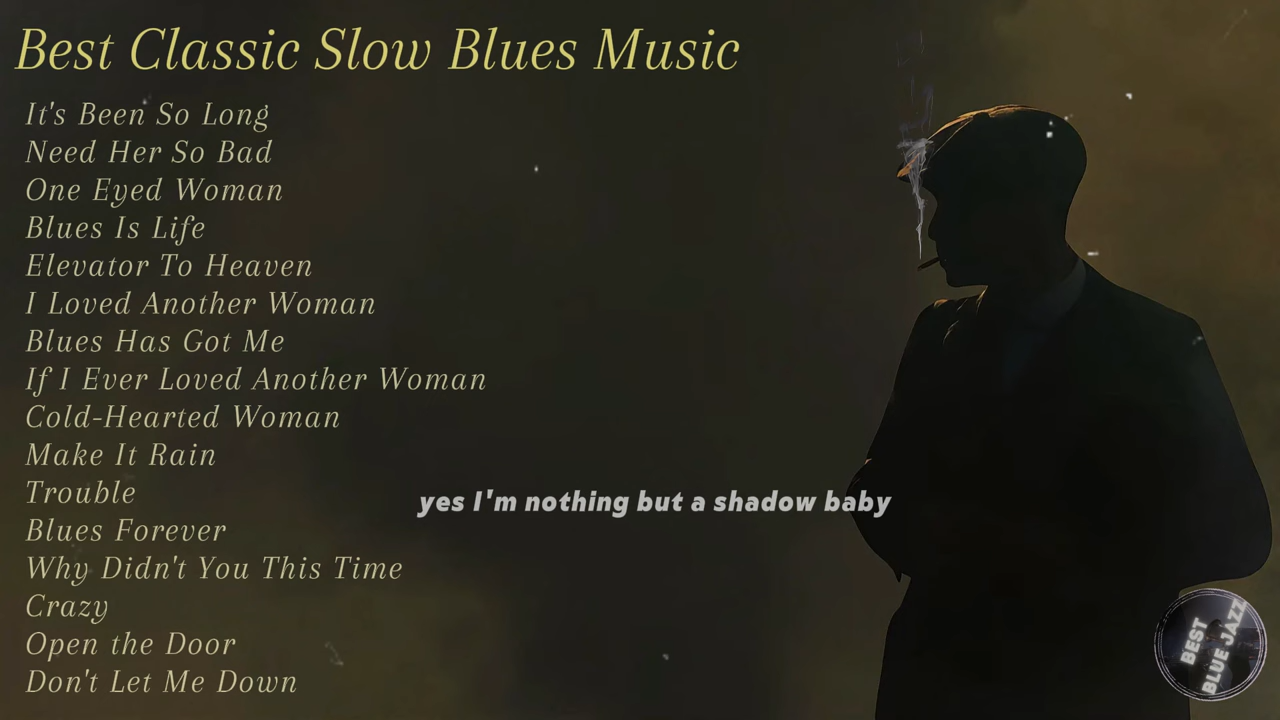 Best Classic Slow Blues Music
It's Been So Long
Need Her So Bad
One Eyed Woman
Blues Is Life
Elevator To Heaven
I Loved Another Woman
Blues Has Got Me
If I Ever Loved Another Woman
Cold-Hearted Woman
Make It Rain
Trouble
yes I'm nothing but a shadow baby
Blues Forever
Why Didn't You This Time
Crazy
Open the Door
Don't Let Me Down
BEST
BLUE JAZZ